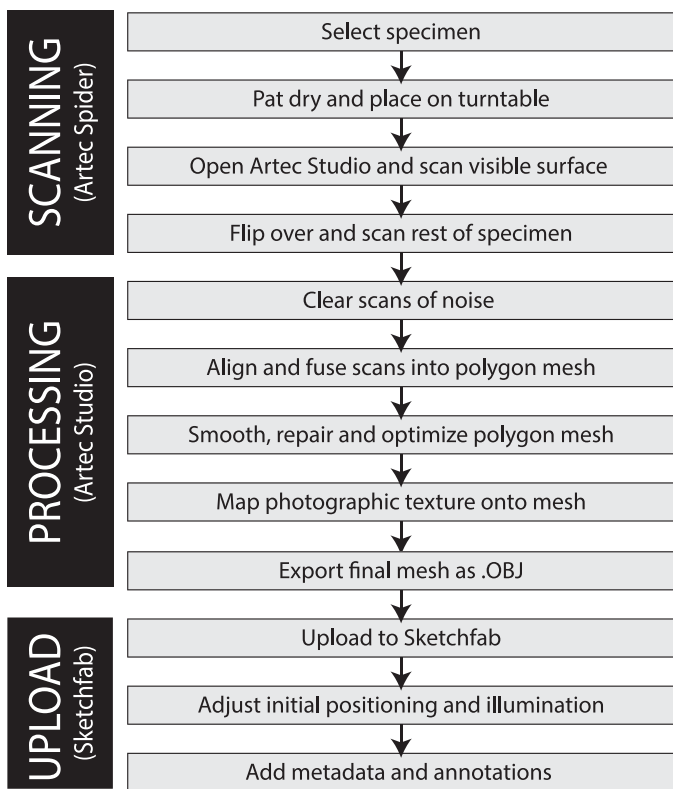 SCANNING
(Artec Spider)
Select specimen
Pat dry and place on turntable
Open Artec Studio and scan visible surface
Flip over and scan rest of specimen
PROCESSING
(Artec Studio)
Clear scans of noise
Align and fuse scans into polygon mesh
Smooth, repair and optimize polygon mesh
Map photographic texture onto mesh
Export final mesh as .OBJ
UPLOAD
(Sketchfab)
Upload to Sketchfab
Adjust initial positioning and illumination
Add metadata and annotations